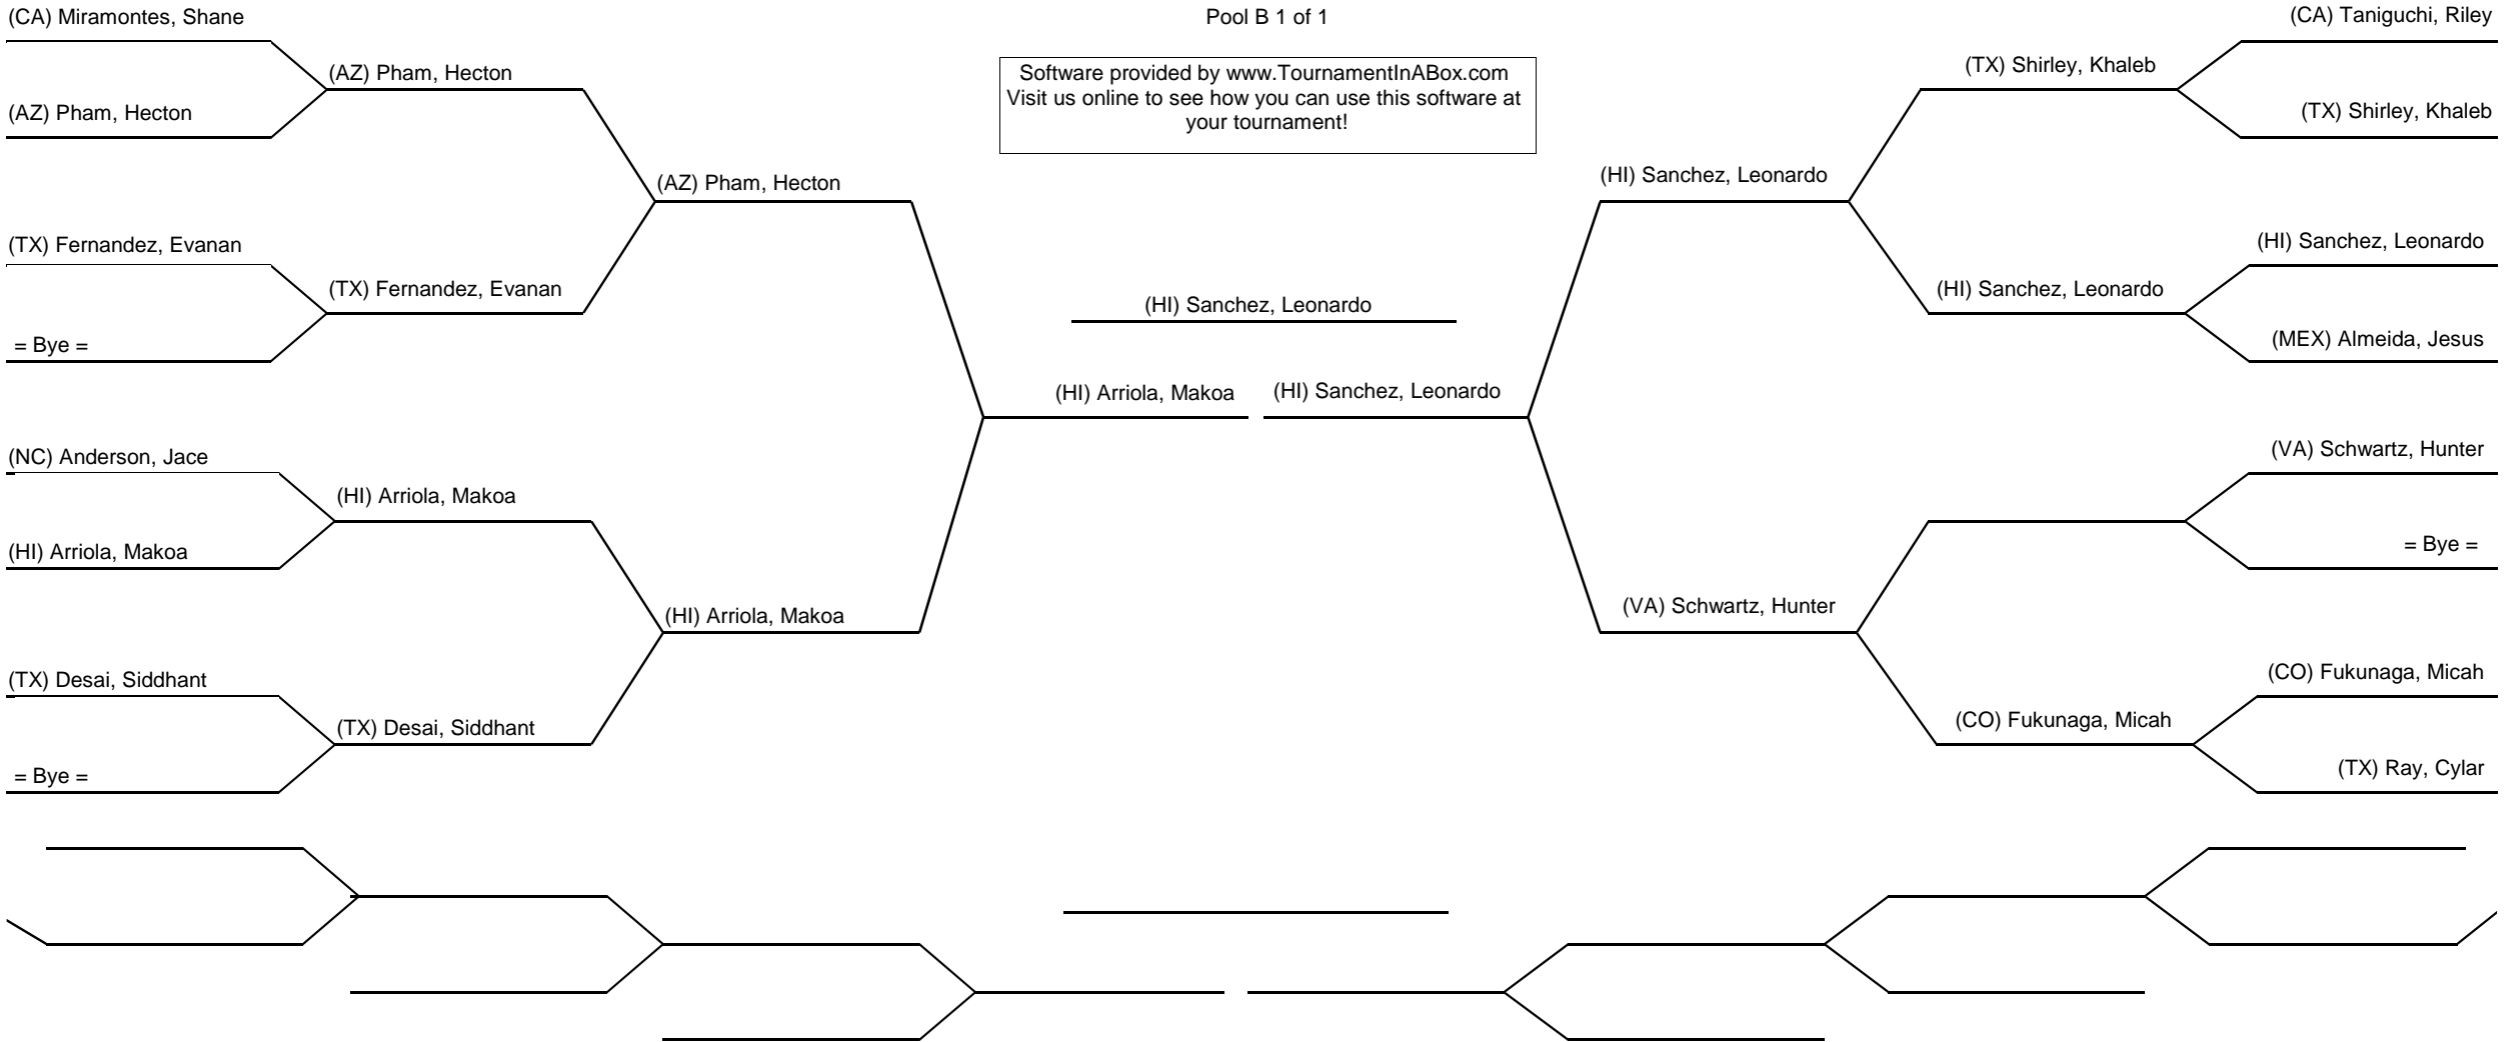 (CA) Miramontes, Shane
(AZ) Pham, Hecton
(TX) Fernandez, Evanan
= Bye =
(NC) Anderson, Jace
(HI) Arriola, Makoa
(TX) Desai, Siddhant
= Bye =
(AZ) Pham, Hecton
(TX) Fernandez, Evanan
(HI) Arriola, Makoa
(TX) Desai, Siddhant
(AZ) Pham, Hecton
(HI) Arriola, Makoa
Pool B 1 of 1
Software provided by www.TournamentInABox.com
Visit us online to see how you can use this software at
your tournament!
(HI) Sanchez, Leonardo
(HI) Arriola, Makoa
(HI) Sanchez, Leonardo
(HI) Sanchez, Leonardo
(VA) Schwartz, Hunter
(TX) Shirley, Khaleb
(HI) Sanchez, Leonardo
(CO) Fukunaga, Micah
(CA) Taniguchi, Riley
(TX) Shirley, Khaleb
(HI) Sanchez, Leonardo
(MEX) Almeida, Jesus
(VA) Schwartz, Hunter
= Bye =
(CO) Fukunaga, Micah
(TX) Ray, Cylar